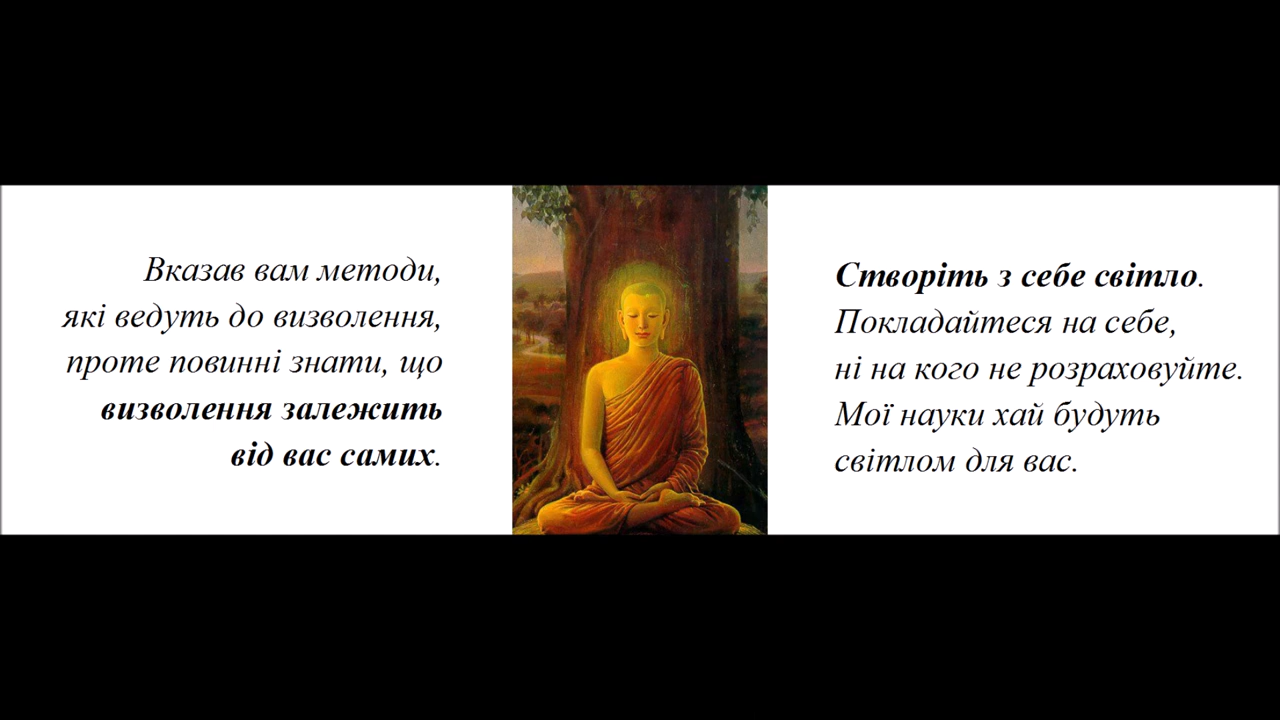 Вказав вам методи,
які ведуть до визволення,
проте повинні знати, що
визволення залежить
від вас самих.
Створіть з себе світло.
Покладайтеся на себе,
ні на кого не розраховуйте.
Мої науки хай будуть
світлом для вас.